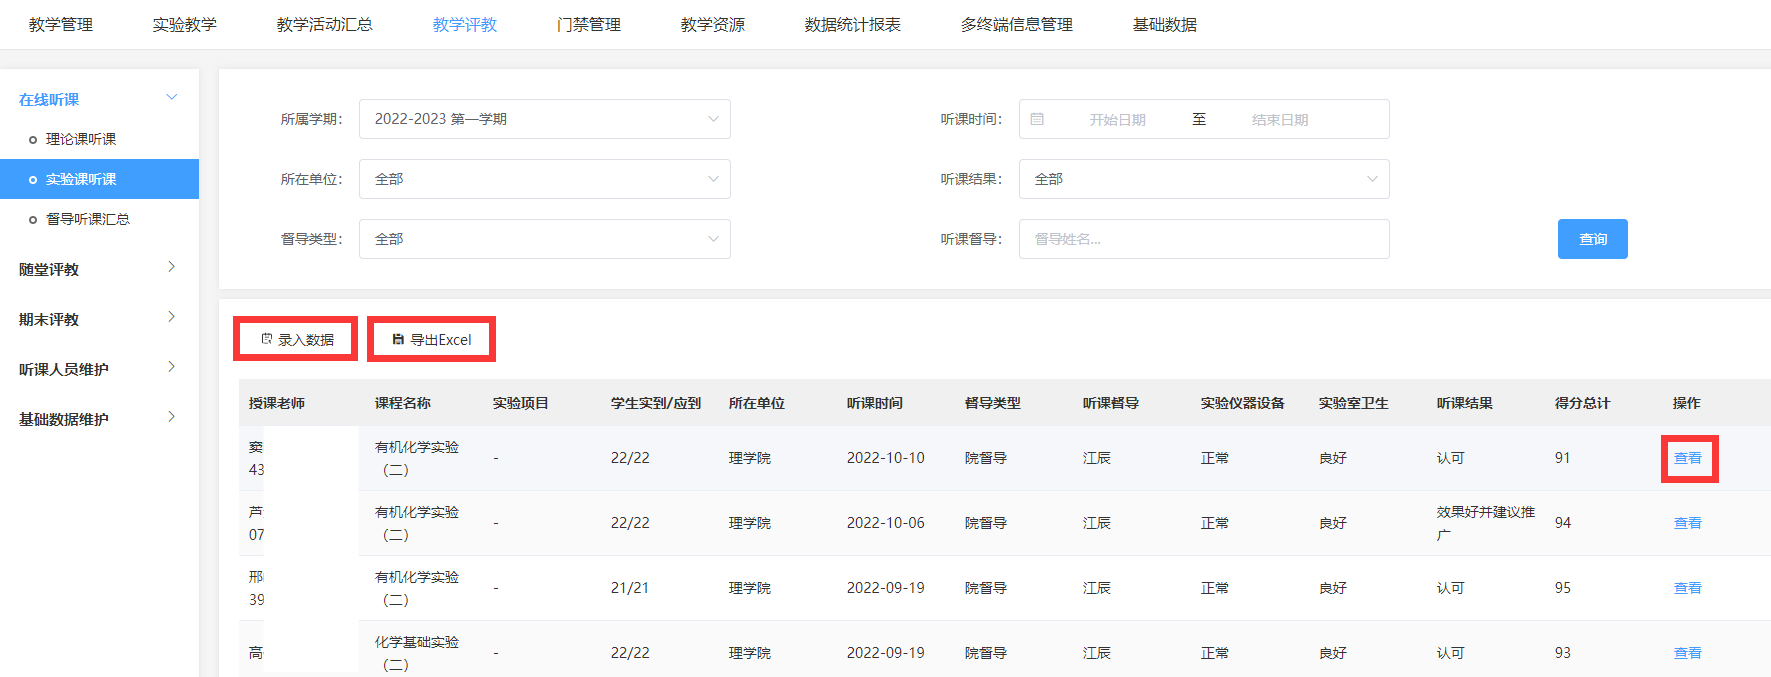 教学管理 实验教学 教学活动汇总 教学评教 门禁管理 教学资源 数据统计报表 多终端信息管理 基础数据
在线听课
理论课听课
实验课听课
督导听课汇总
随堂评教
期末评教
听课人员维护
基础数据维护
所属学期： 2022-2023 第一学期 听课时间： 开始日期 至 结束日期
所在单位： 全部 听课结果： 全部
督导类型： 全部 听课督导： 督导姓名... 查询
录入数据 导出Excel
授课老师 课程名称 实验项目 学生实到/应到 所在单位 听课时间 督导类型 听课督导 实验仪器设备 实验室卫生 听课结果 得分总计 操作
窦 有机化学实验
43 （二） - 22/22 理学院 2022-10-10 院督导 江辰 正常 良好 认可 91 查看
芦 有机化学实验 效果好并建议推
07 （二） - 22/22 理学院 2022-10-06 院督导 江辰 正常 良好 广 94 查看
邢 有机化学实验
39 （二） - 21/21 理学院 2022-09-19 院督导 江辰 正常 良好 认可 95 查看
化学基础实验
高 （二） - 22/22 理学院 2022-09-19 院督导 江辰 正常 良好 认可 93 查看